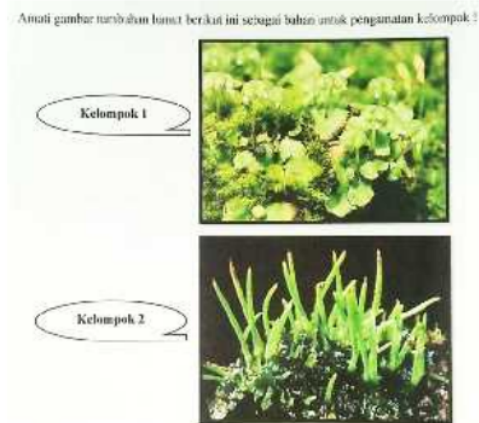 Amati gambar tumbuhan lumut berikut ini sebagai bahan untuk pengamatan kelompok !
Kelompok 1
Kelompok 2